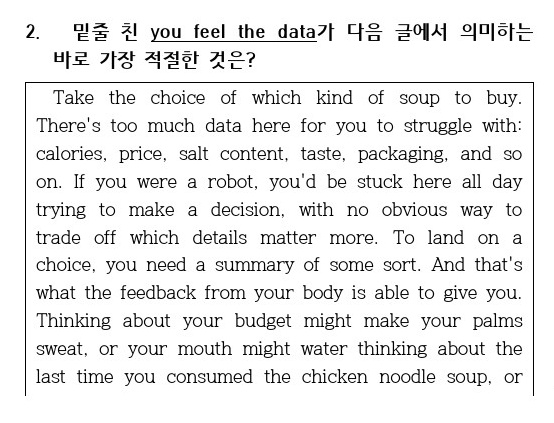 2. 밑줄 친 you feel the data가 다음 글에서 의미하는
바로 가장 적절한 것은?
Take the choice of which kind of soup to buy.
There's too much data here for you to struggle with:
calories, price, salt content, taste, packaging, and so
on. If you were a robot, you'd be stuck here all day
trying to make a decision, with no obvious way to
trade off which details matter more. To land on a
choice, you need a summary of some sort. And that's
what the feedback from your body is able to give you.
Thinking about your budget might make your palms
sweat, or your mouth might water thinking about the
last time you consumed the chicken noodle soup, or